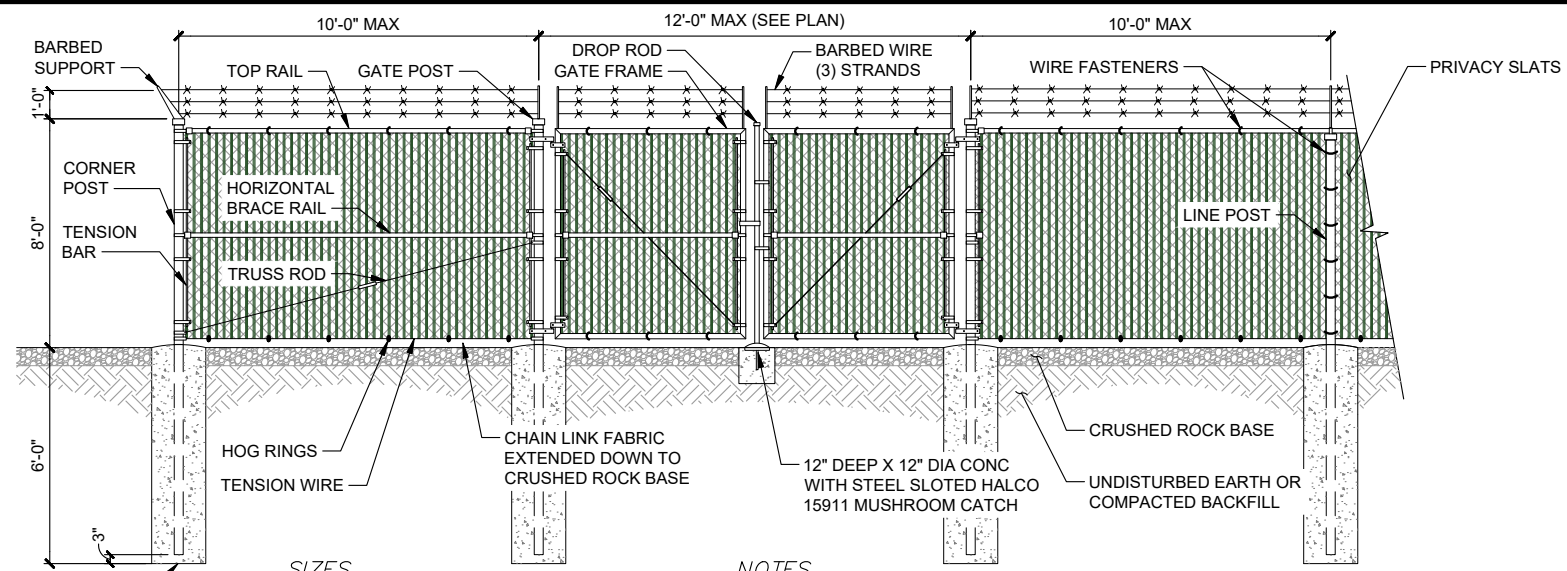 10'-0" MAX
12'-0" MAX (SEE PLAN)
10'-0" MAX
BARBED
SUPPORT
TOP RAIL
GATE POST
DROP ROD
GATE FRAME
BARBED WIRE
(3) STRANDS
WIRE FASTENERS
PRIVACY SLATS
1'-0"
CORNER
POST
HORIZONTAL
BRACE RAIL
LINE POST
8'-0"
TENSION
BAR
TRUSS ROD
6'-0"
HOG RINGS
TENSION WIRE
CHAIN LINK FABRIC
EXTENDED DOWN TO
CRUSHED ROCK BASE
12" DEEP X 12" DIA CONC
WITH STEEL SLOTED HALCO
15911 MUSHROOM CATCH
CRUSHED ROCK BASE
UNDISTURBED EARTH OR
COMPACTED BACKFILL
3"
SIZES
NOTES